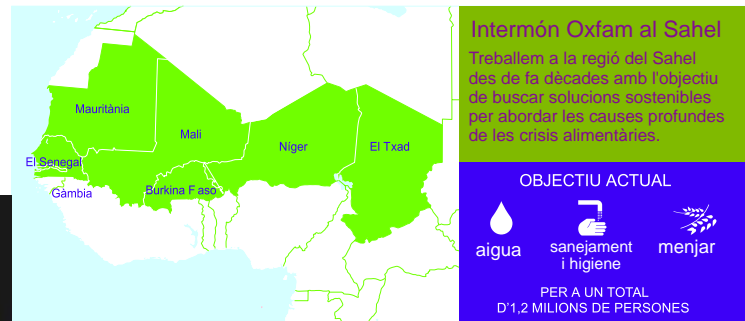 Mauritània
Mali
Níger
El Txad
El Senegal
Gàmbia
Burkina F aso
Intermón Oxfam al Sahel
Treballem a la regió del Sahel
des de fa dècades amb l'objectiu
de buscar solucions sostenibles
per abordar les causes profundes
de les crisis alimentàries.
OBJECTIU ACTUAL
aigua
sanejament
i higiene
menjar
PER A UN TOTAL
D'1,2 MILIONS DE PERSONES